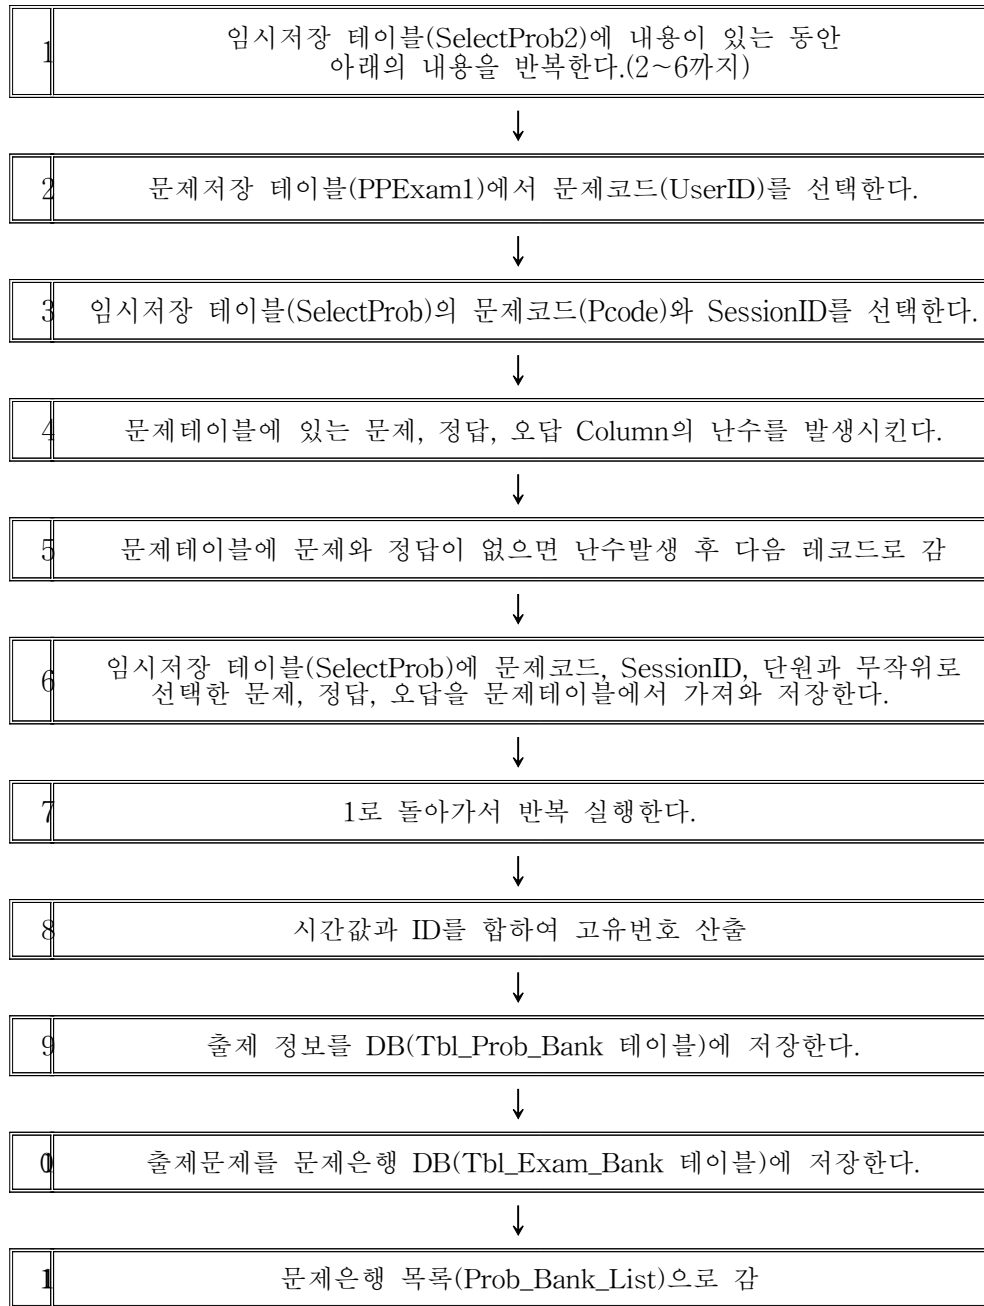 1
임시저장 테이블(SelectProb2)에 내용이 있는 동안
아래의 내용을 반복한다.(2~6까지)
2
문제저장 테이블(PPExam1)에서 문제코드(UserID)를 선택한다.
3
임시저장 테이블(SelectProb)의 문제코드(Pcode)와 SessionID를 선택한다.
4
문제테이블에 있는 문제, 정답, 오답 Column의 난수를 발생시킨다.
5
문제테이블에 문제와 정답이 없으면 난수발생 후 다음 레코드로 감
6
임시저장 테이블(SelectProb)에 문제코드, SessionID, 단원과 무작위로
선택한 문제, 정답, 오답을 문제테이블에서 가져와 저장한다.
7
1로 돌아가서 반복 실행한다.
8
시간값과 ID를 합하여 고유번호 산출
9
출제 정보를 DB(Tbl_Prob_Bank 테이블)에 저장한다.
0
출제문제를 문제은행 DB(Tbl_Exam_Bank 테이블)에 저장한다.
1
문제은행 목록(Prob_Bank_List)으로 감